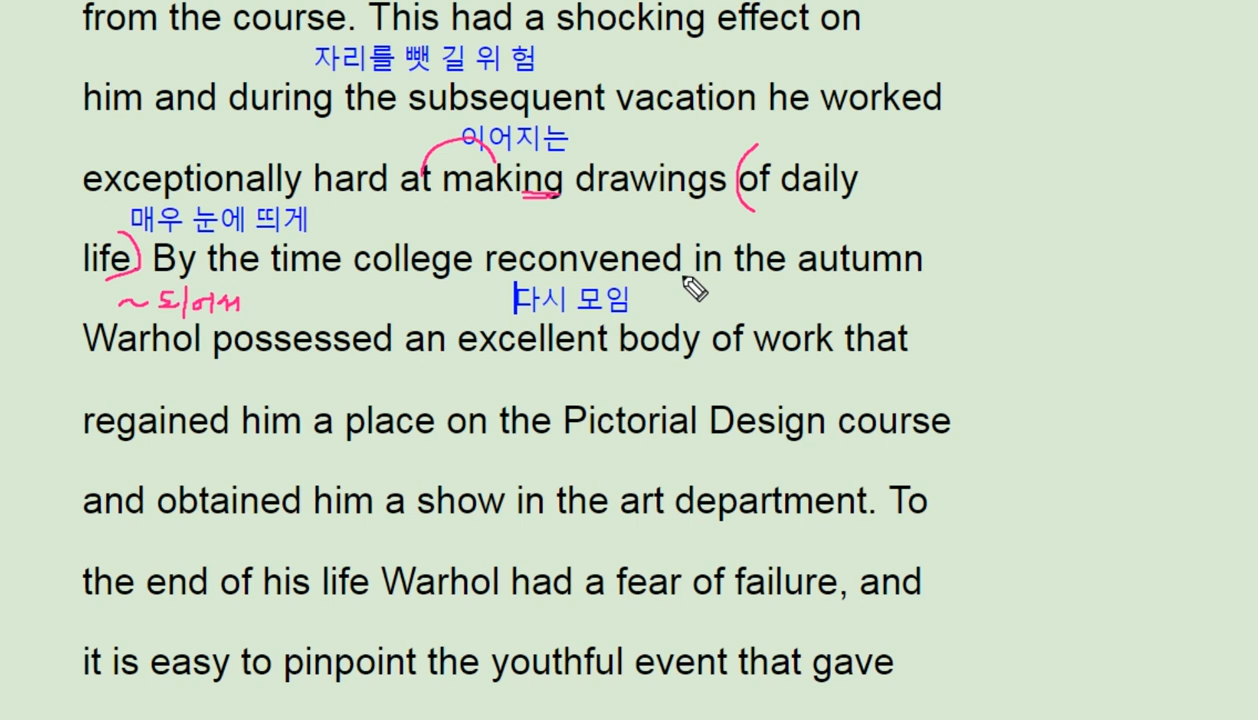 from the course. This had a shocking effect on
자리를 뺏 길 위 험
him and during the subsequent vacation he worked
이어지는
exceptionally hard at making drawings of daily
매우 눈에 띄게
life. By the time college reconvened in the autumn
~ 되어서 다시 모임
Warhol possessed an excellent body of work that
regained him a place on the Pictorial Design course
and obtained him a show in the art department. To
the end of his life Warhol had a fear of failure, and
it is easy to pinpoint the youthful event that gave